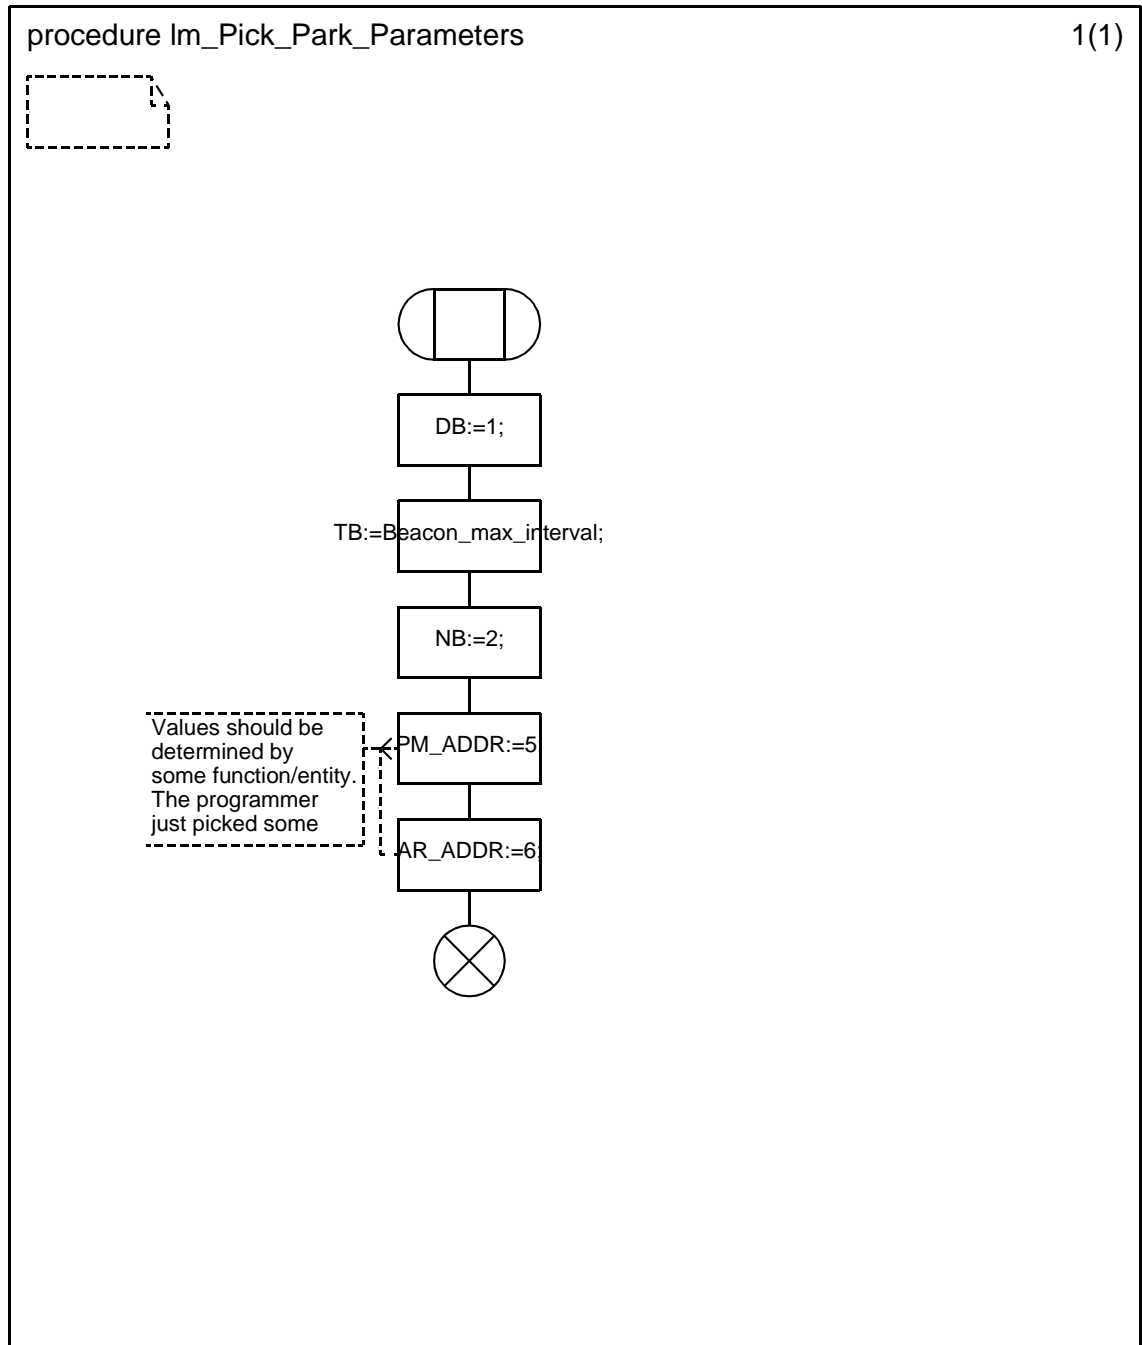 procedure lm_Pick_Park_Parameters
1(1)
DB:=1;
TB:=Beacon_max_interval;
NB:=2;
Values should be
determined by
some function/entity.
The programmer
just picked some
PM_ADDR:=5
AR_ADDR:=6;